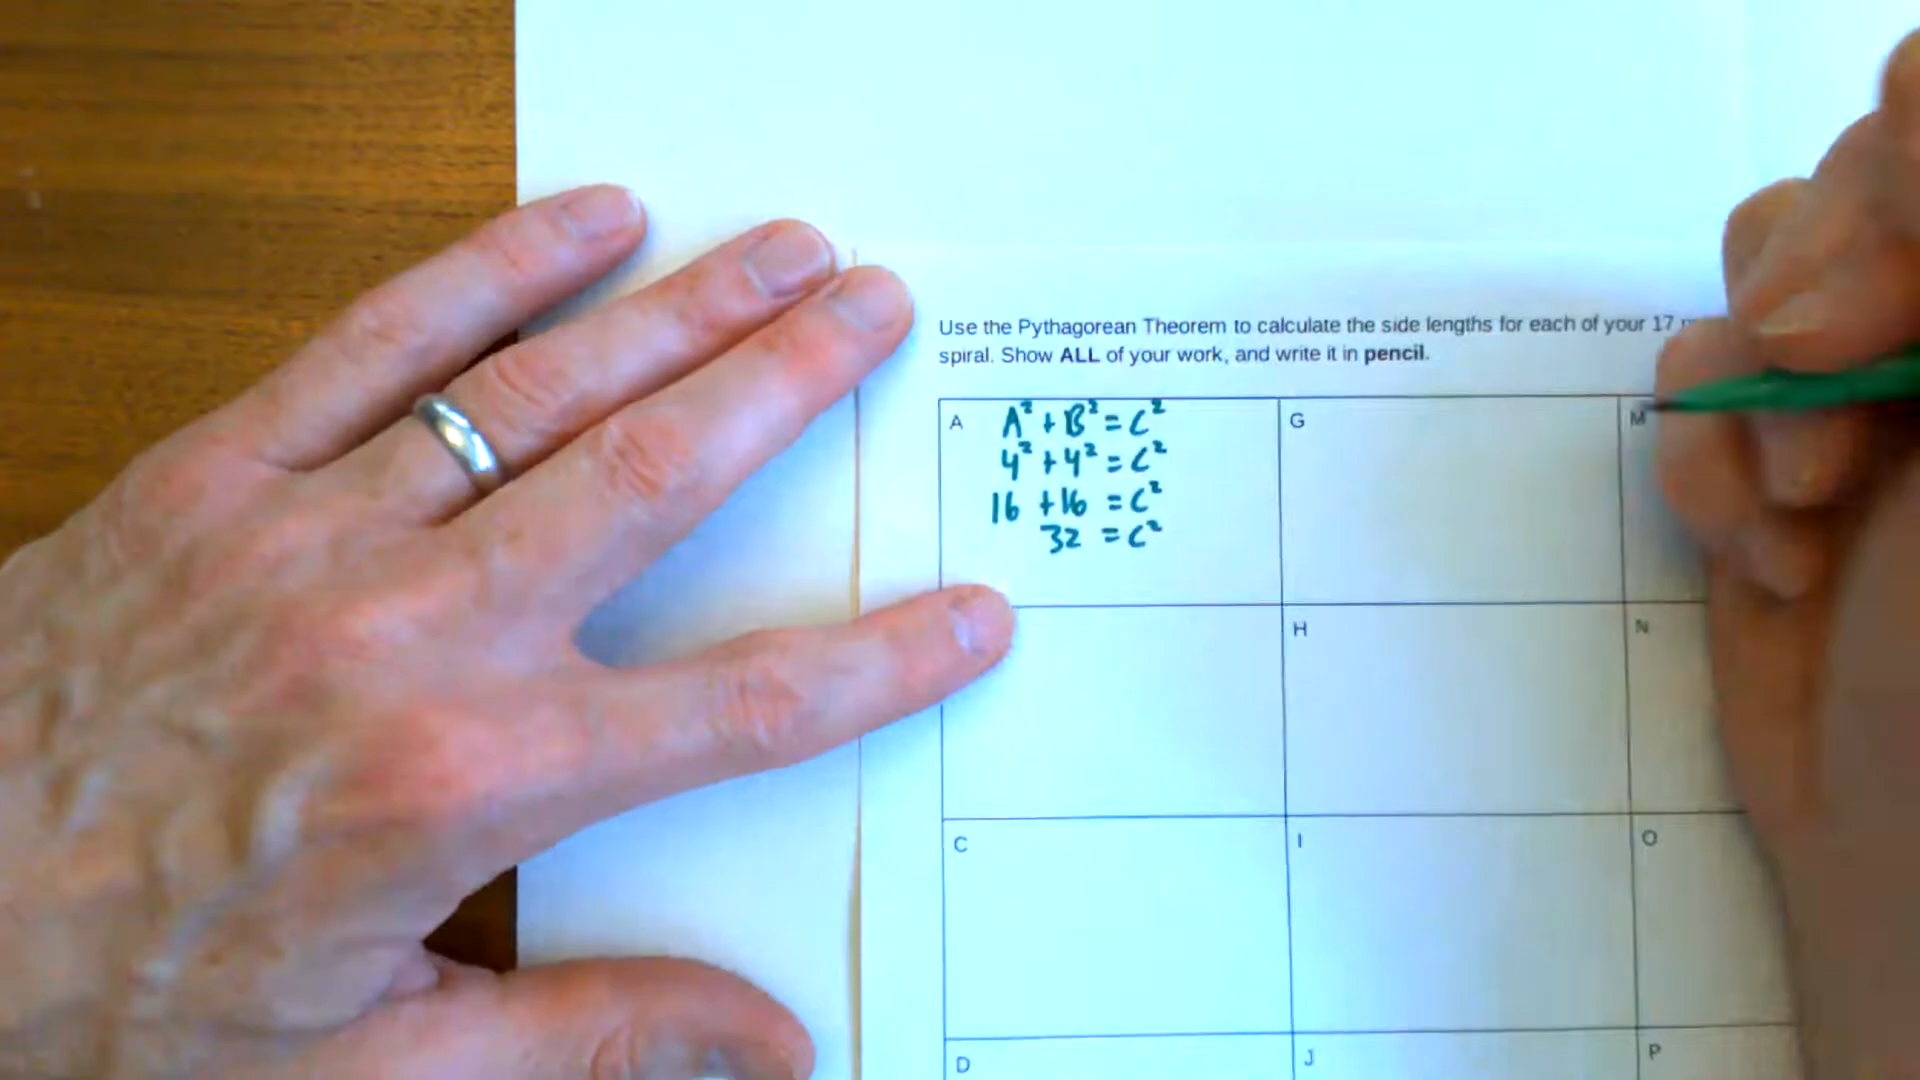 Use the Pythagorean Theorem to calculate the side lengths for each of your 17
spiral. Show ALL of your work, and write it in pencil.
A
A² + B² = C²
4² + 4² = C²
16 + 16 = C²
32 = C²
G
M
H
N
C
I
O
D
J
P